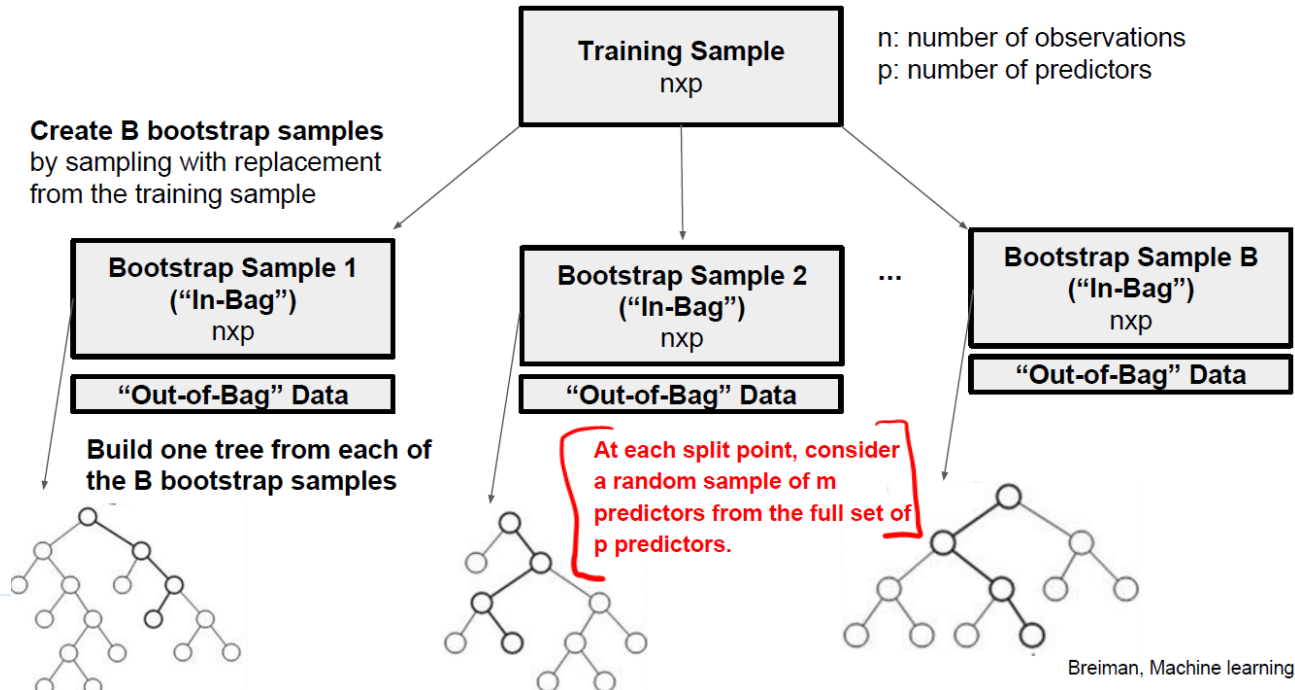 Training Sample
nxp
n: number of observations
p: number of predictors
Create B bootstrap samples
by sampling with replacement
from the training sample
Bootstrap Sample 1
(“In-Bag”)
nxp
“Out-of-Bag” Data
Bootstrap Sample 2
(“In-Bag”)
nxp
“Out-of-Bag” Data
...
Bootstrap Sample B
(“In-Bag”)
nxp
“Out-of-Bag” Data
Build one tree from each of
the B bootstrap samples
At each split point, consider
a random sample of m
predictors from the full set of
p predictors.
Breiman, Machine learning